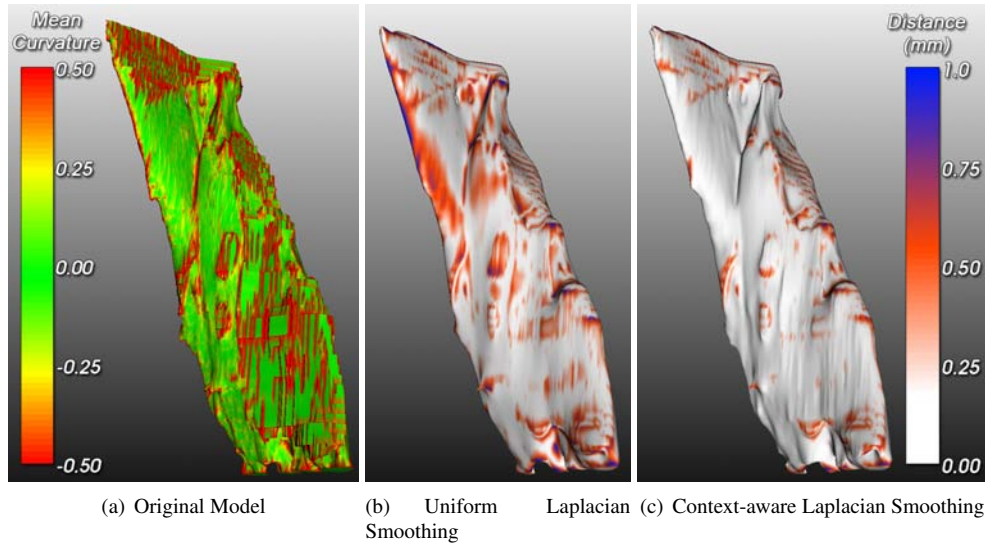 Mean
Curvature
0.50
0.25
0.00
-0.25
-0.50
Distance
(mm)
1.0
0.75
0.50
0.25
0.00
(a) Original Model
(b) Uniform Laplacian
Smoothing
(c) Context-aware Laplacian Smoothing